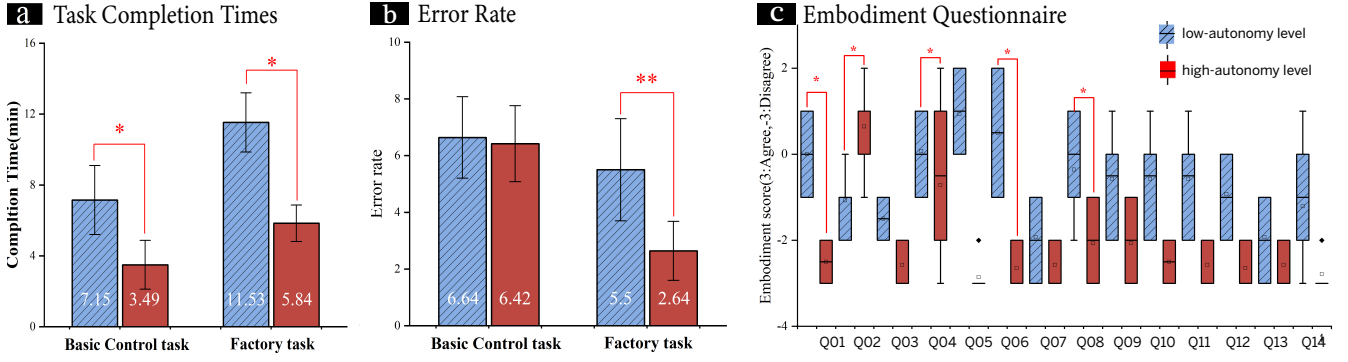 a Task Completion Times
Compltion Time(min)
16
12
8
4
0
*
*
7.15
3.49
11.53
5.84
Basic Control task
Factory task
b Error Rate
Error rate
10
8
6
4
2
0
**
6.64
6.42
5.5
2.64
Basic Control task
Factory task
c Embodiment Questionnaire
low-autonomy level
high-autonomy level
Embodiment score(3:Agree,-3:Disagree)
2
0
-2
-4
*
*
*
*
*
Q01 Q02 Q03 Q04 Q05 Q06 Q07 Q08 Q09 Q10 Q11 Q12 Q13 Q14